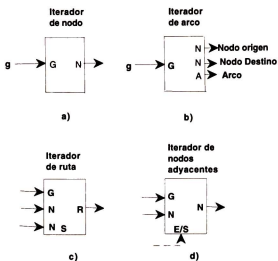 Iterador
de nodo
g
G N
a)
Iterador
de arco
g
G
N
N
A
Nodo origen
Nodo Destino
Arco
b)
Iterador
de ruta
G
N
N S
R
c)
Iterador de
nodos
adyacentes
G
N
N
E/S
d)